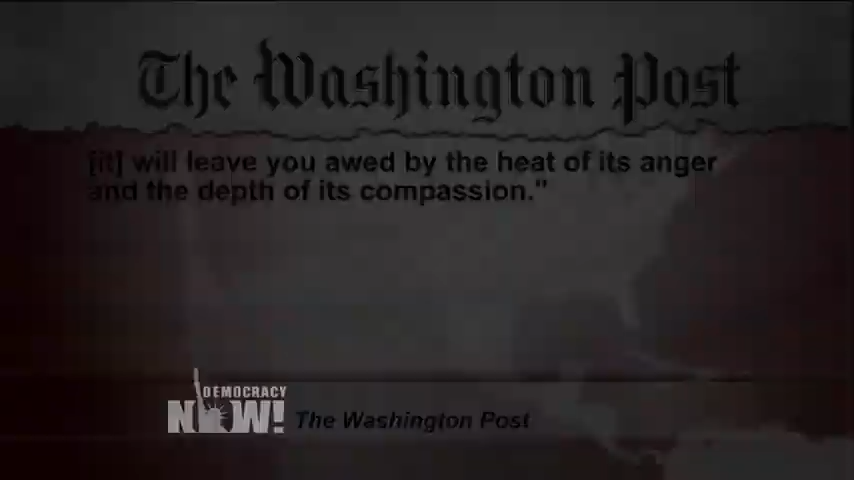 The Washington Post
[it] will leave you awed by the heat of its anger
and the depth of its compassion."
DEMOCRACY
NOW!
The Washington Post